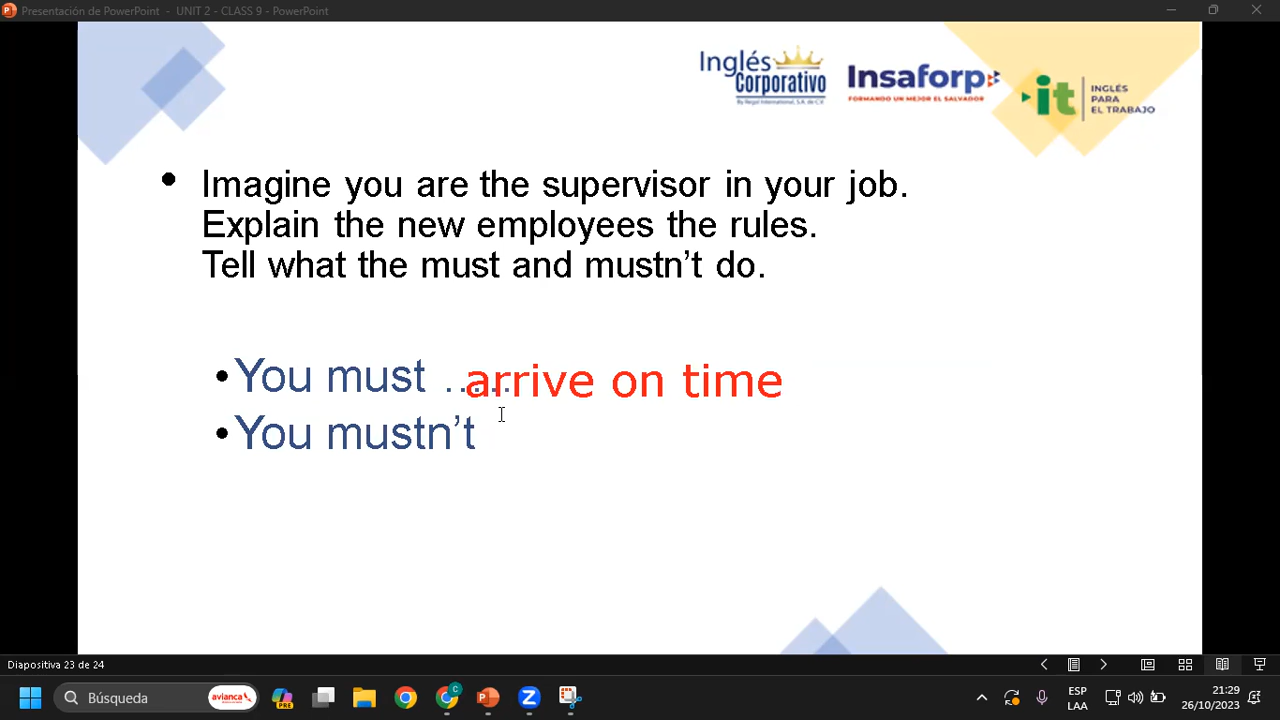 Presentación de PowerPoint - UNIT 2 - CLASS 9 - PowerPoint
Inglés
Corporativo
By Regal International, S.A. de C.V.
Insaforp
FORMANDO UN MEJOR EL SALVADOR
it
INGLÉS
PARA
EL TRABAJO
• Imagine you are the supervisor in your job.
Explain the new employees the rules.
Tell what the must and mustn’t do.
•You must ..... arrive on time
•You mustn’t
Diapositiva 23 de 24
Búsqueda
avianca
PRE
C
ESP
LAA
21:29
26/10/2023